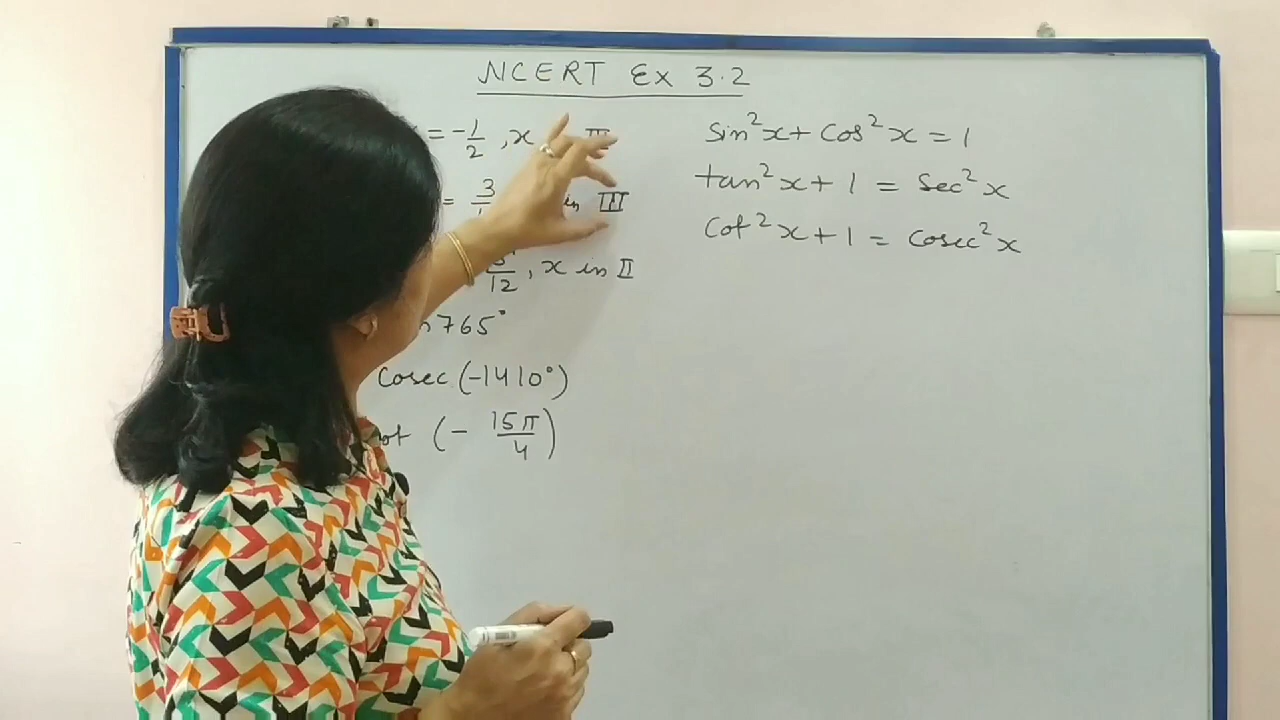 NCERT Ex 3.2
= -1/2 , x III
= 3/ in III
/12 , x in II
765°
cosec (-1410°)
(- 15π/4)
sin²x + cos²x = 1
tan²x + 1 = sec²x
cot²x + 1 = cosec²x